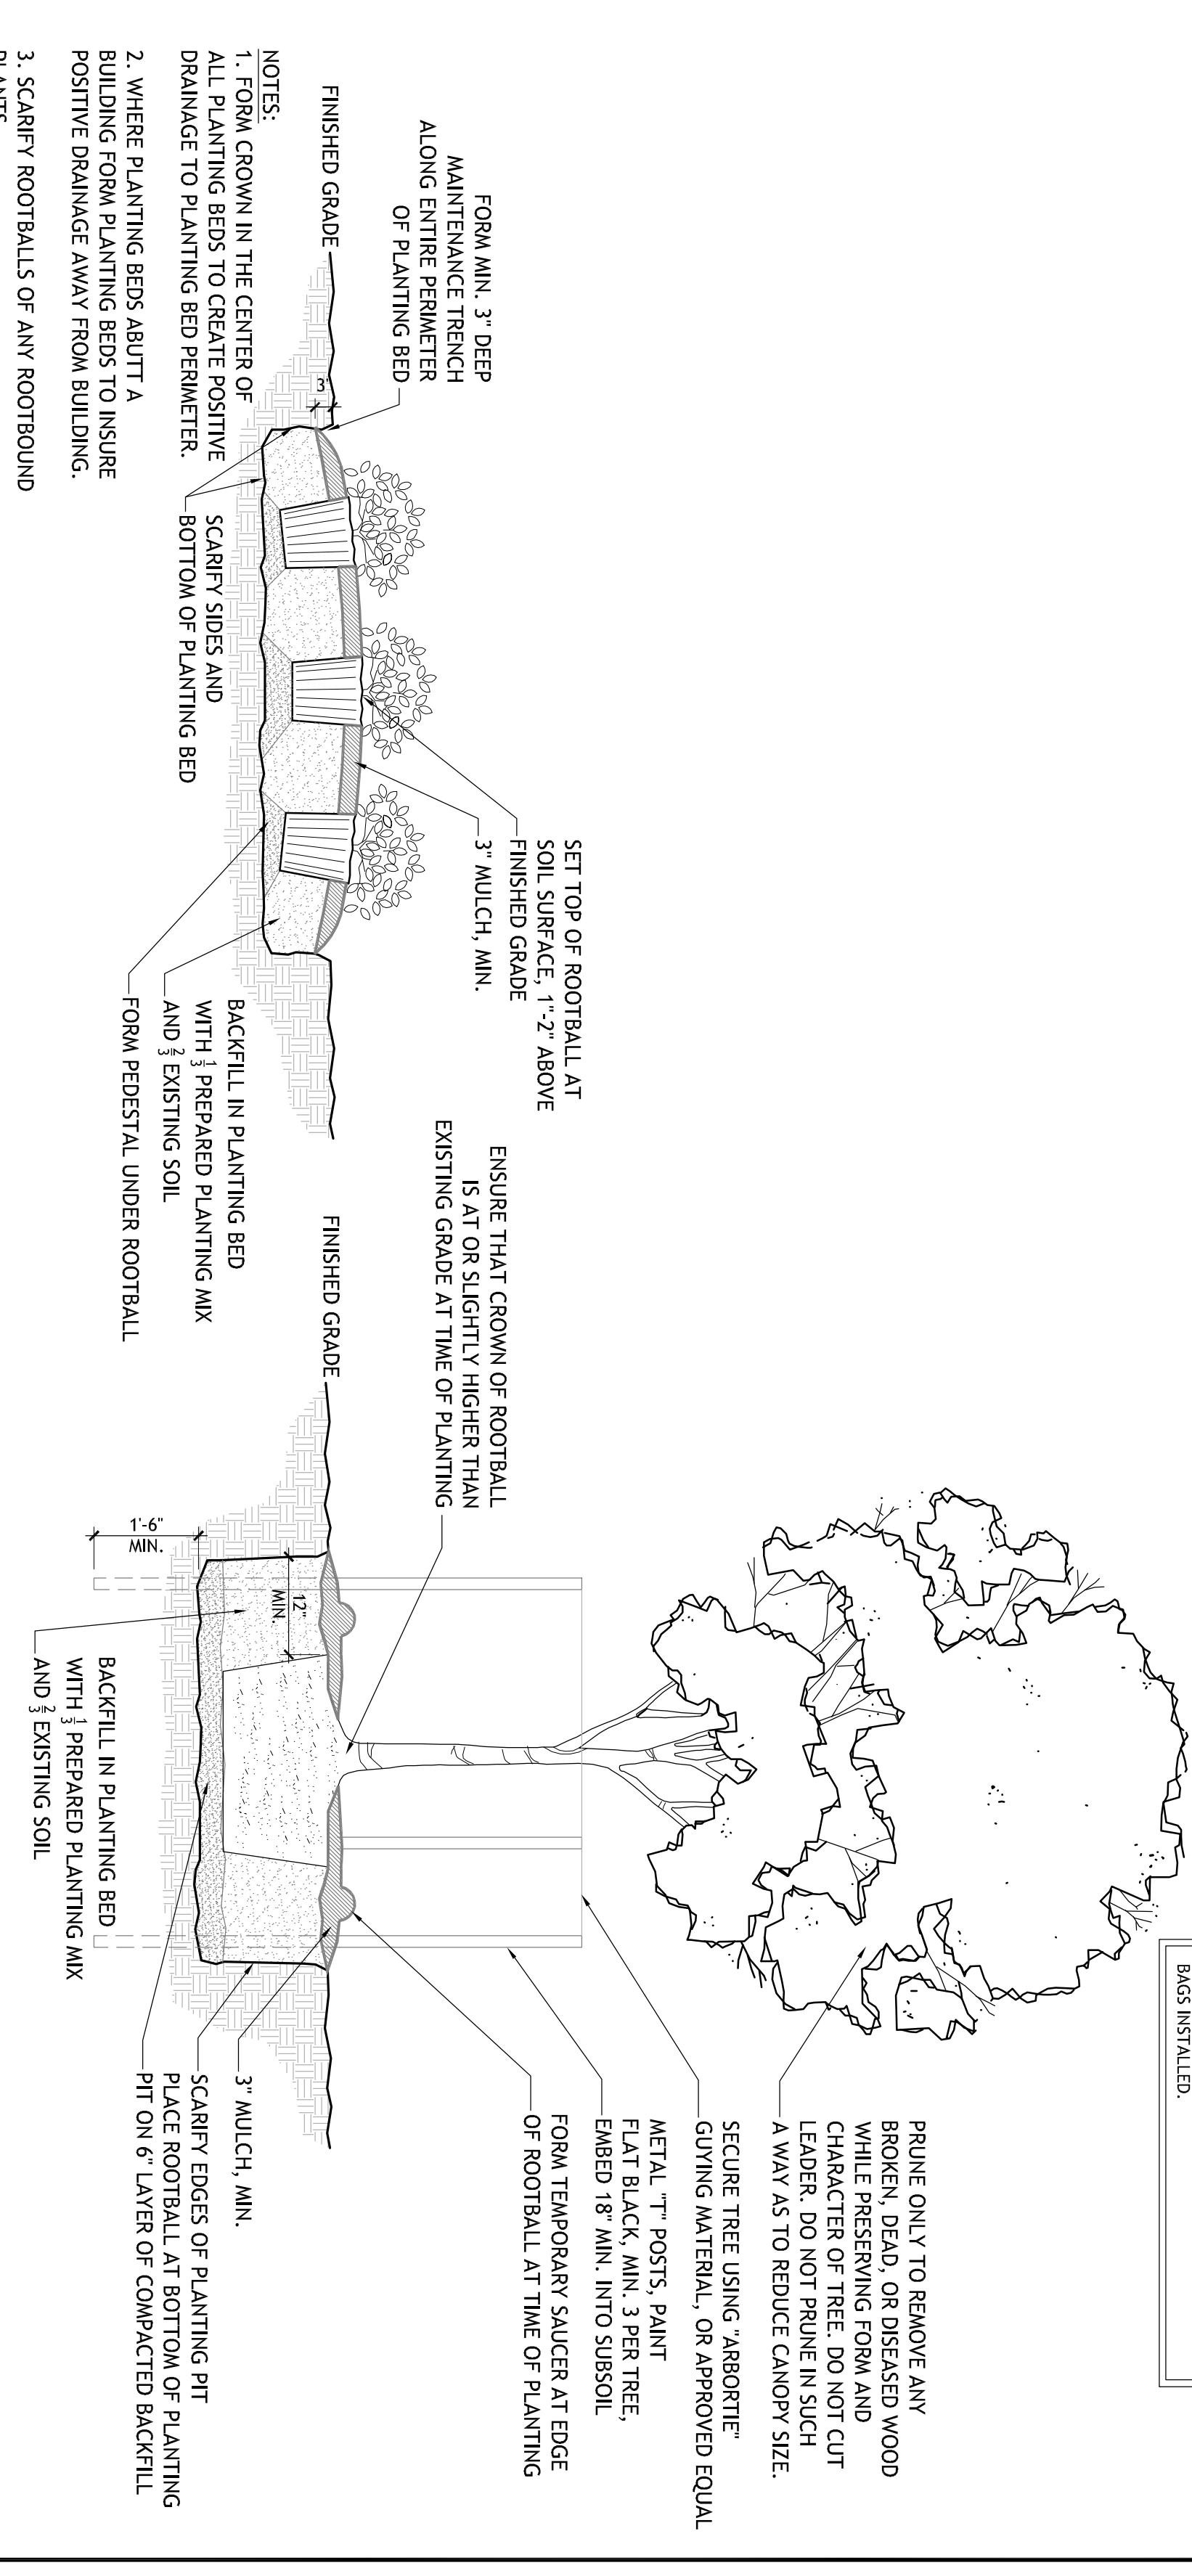 BAGS INSTALLED.
PRUNE ONLY TO REMOVE ANY
BROKEN, DEAD, OR DISEASED WOOD
WHILE PRESERVING FORM AND
CHARACTER OF TREE. DO NOT CUT
LEADER. DO NOT PRUNE IN SUCH
A WAY AS TO REDUCE CANOPY SIZE.
SECURE TREE USING "ARBORTIE"
GUYING MATERIAL, OR APPROVED EQUAL
METAL "T" POSTS, PAINT
FLAT BLACK, MIN. 3 PER TREE,
EMBED 18" MIN. INTO SUBSOIL
FORM TEMPORARY SAUCER AT EDGE
OF ROOTBALL AT TIME OF PLANTING
3" MULCH, MIN.
SCARIFY EDGES OF PLANTING PIT
PLACE ROOTBALL AT BOTTOM OF PLANTING
PIT ON 6" LAYER OF COMPACTED BACKFILL
ENSURE THAT CROWN OF ROOTBALL
IS AT OR SLIGHTLY HIGHER THAN
EXISTING GRADE AT TIME OF PLANTING
FINISHED GRADE
12"
MIN.
1'-6"
MIN.
BACKFILL IN PLANTING BED
WITH 1/3 PREPARED PLANTING MIX
AND 2/3 EXISTING SOIL
SET TOP OF ROOTBALL AT
SOIL SURFACE, 1"-2" ABOVE
FINISHED GRADE
3" MULCH, MIN.
FORM MIN. 3" DEEP
MAINTENANCE TRENCH
ALONG ENTIRE PERIMETER
OF PLANTING BED
FINISHED GRADE
3"
SCARIFY SIDES AND
BOTTOM OF PLANTING BED
BACKFILL IN PLANTING BED
WITH 1/3 PREPARED PLANTING MIX
AND 2/3 EXISTING SOIL
FORM PEDESTAL UNDER ROOTBALL
NOTES:
1. FORM CROWN IN THE CENTER OF
ALL PLANTING BEDS TO CREATE POSITIVE
DRAINAGE TO PLANTING BED PERIMETER.
2. WHERE PLANTING BEDS ABUTT A
BUILDING FORM PLANTING BEDS TO INSURE
POSITIVE DRAINAGE AWAY FROM BUILDING.
3. SCARIFY ROOTBALLS OF ANY ROOTBOUND